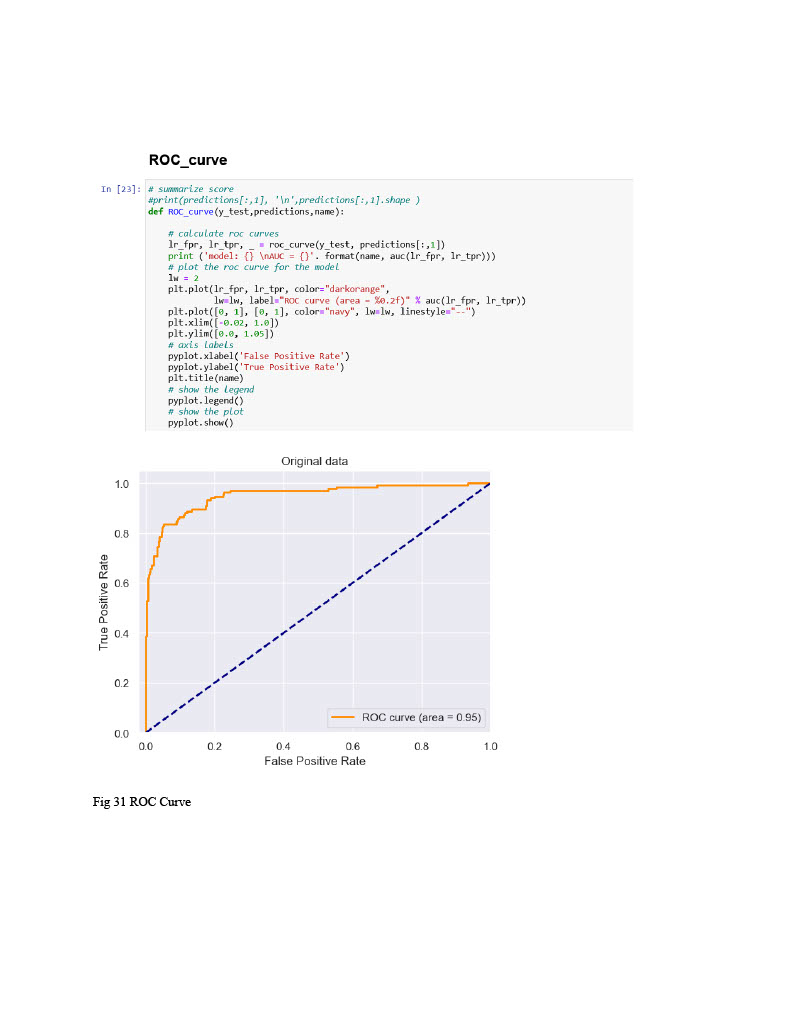 ROC_curve
In [23]: # summarize score
#print(predictions[:,1], '\n',predictions[:,1].shape )
def ROC_curve(y_test,predictions,name):
# calculate roc curves
lr_fpr, lr_tpr, _ = roc_curve(y_test, predictions[:,1])
print ('model: {} \nAUC = {}'. format(name, auc(lr_fpr, lr_tpr)))
# plot the roc curve for the model
lw = 2
plt.plot(lr_fpr, lr_tpr, color="darkorange",
lw=lw, label="ROC curve (area = %0.2f)" % auc(lr_fpr, lr_tpr))
plt.plot([0, 1], [0, 1], color="navy", lw=lw, linestyle="--")
plt.xlim([-0.02, 1.0])
plt.ylim([0.0, 1.05])
# axis labels
pyplot.xlabel('False Positive Rate')
pyplot.ylabel('True Positive Rate')
plt.title(name)
# show the legend
pyplot.legend()
# show the plot
pyplot.show()
Original data
1.0
0.8
0.6
0.4
0.2
0.0
True Positive Rate
ROC curve (area = 0.95)
0.0 0.2 0.4 0.6 0.8 1.0
False Positive Rate
Fig 31 ROC Curve